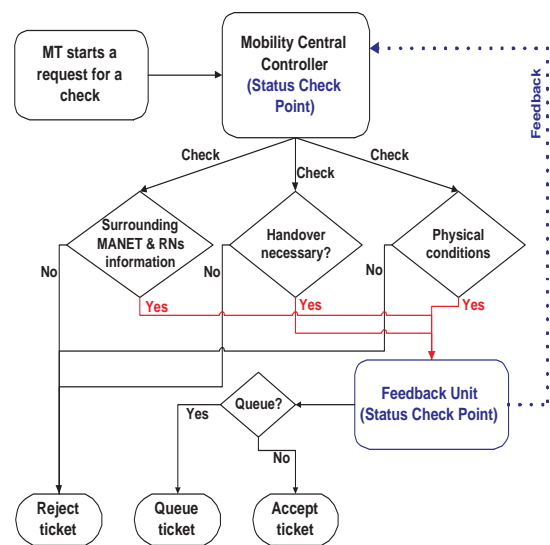 MT starts a
request for a
check
Mobility Central
Controller
(Status Check
Point)
Feedback
Check
Check
Check
Surrounding
MANET & RNs
information
Handover
necessary?
Physical
conditions
No
No
No
Yes
Yes
Yes
Feedback Unit
(Status Check Point)
Queue?
Yes
No
Reject
ticket
Queue
ticket
Accept
ticket